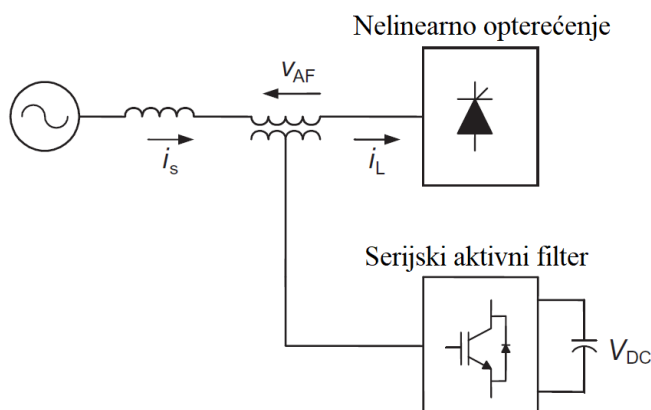 Nelinearno opterećenje
vAF
is
iL
Serijski aktivni filter
VDC